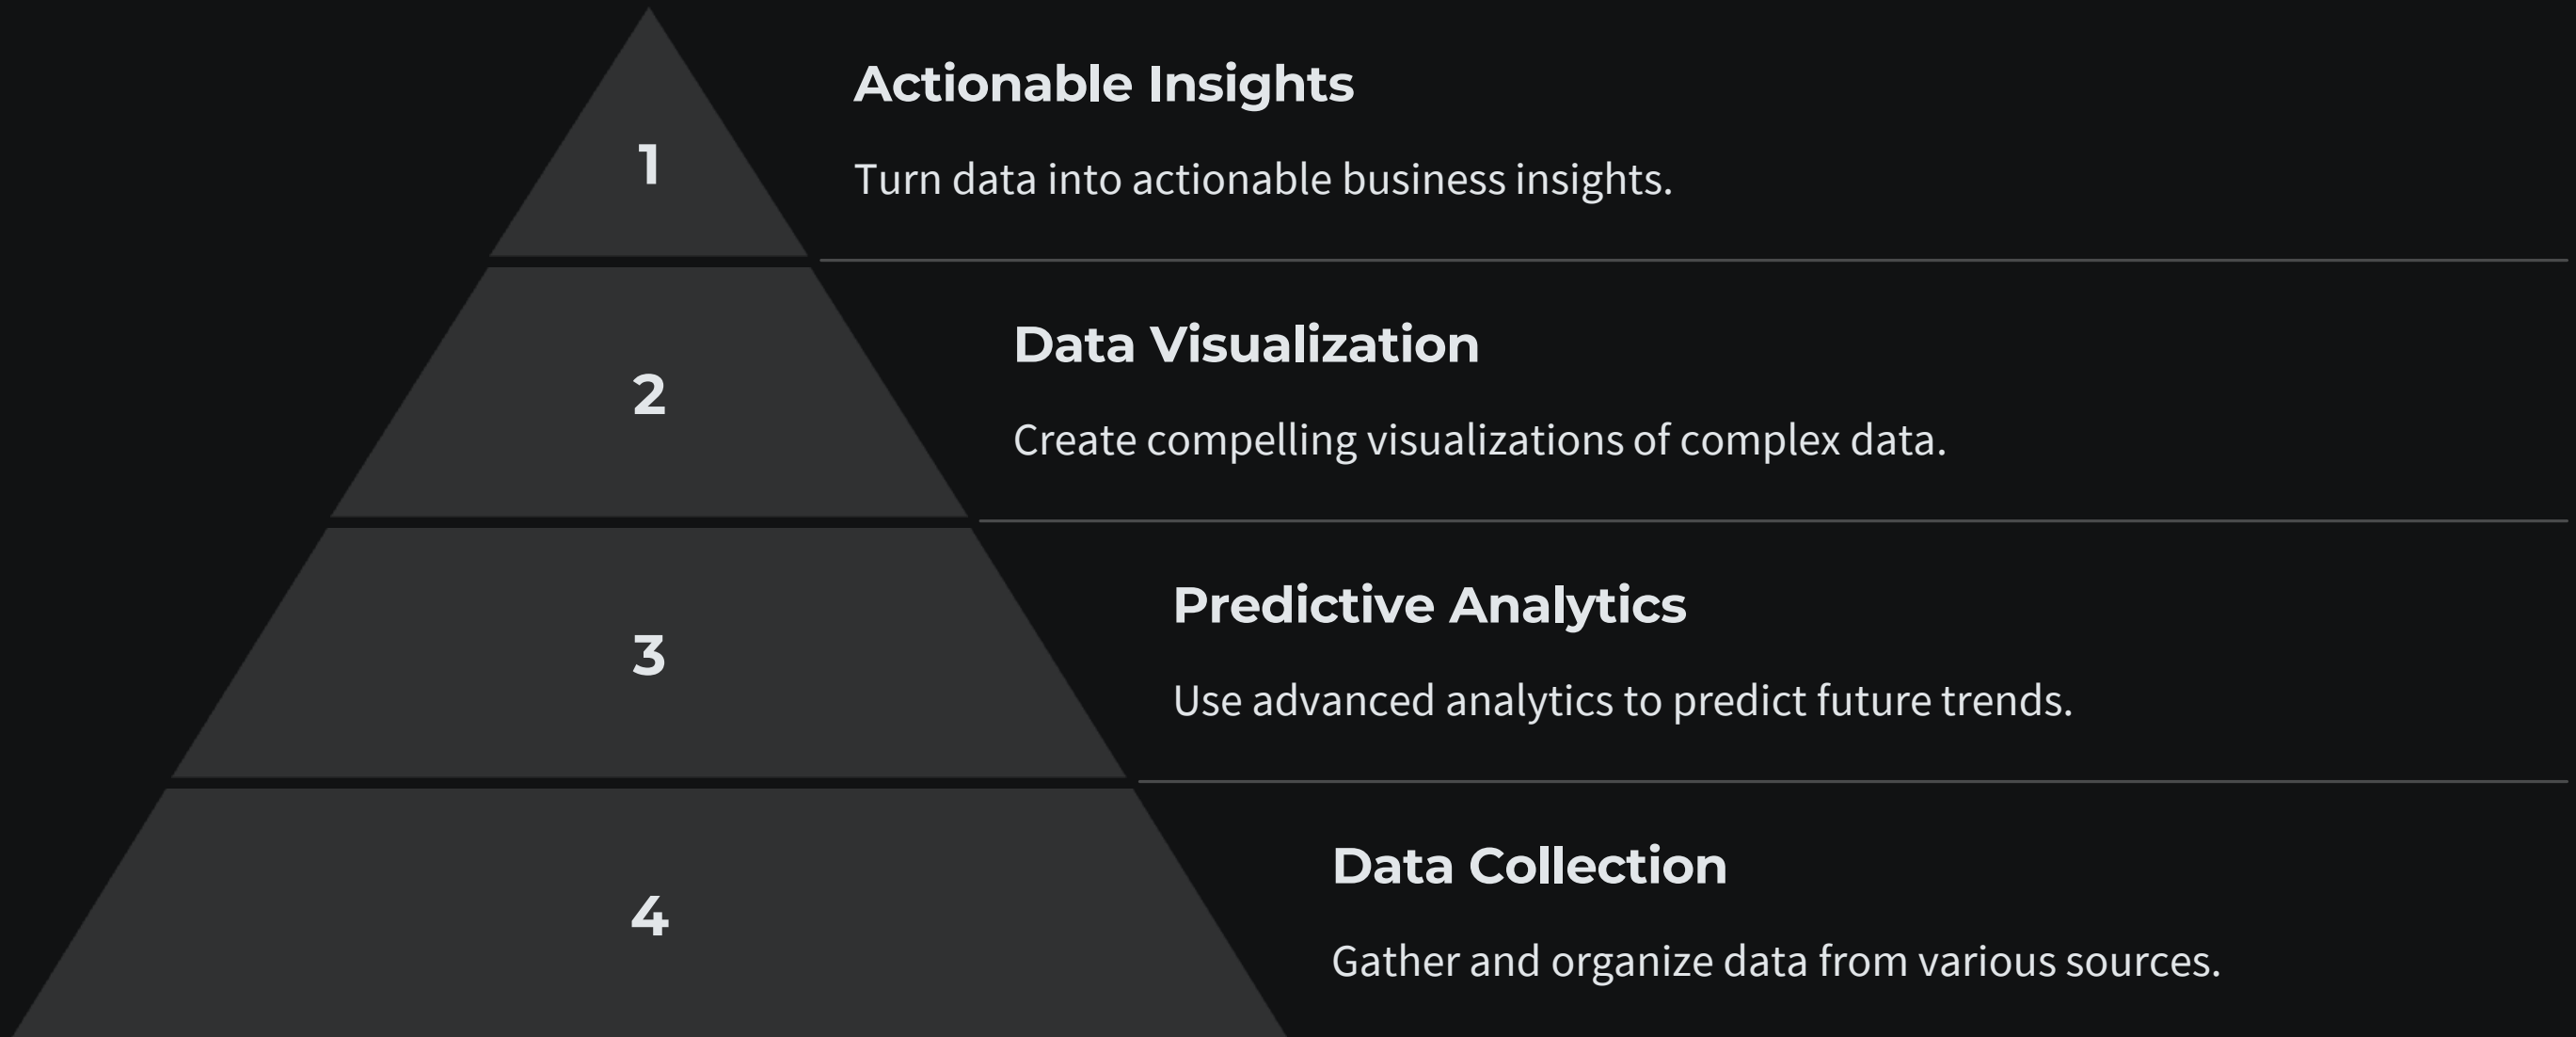 Actionable Insights
1
Turn data into actionable business insights.
Data Visualization
2
Create compelling visualizations of complex data.
Predictive Analytics
3
Use advanced analytics to predict future trends.
Data Collection
4
Gather and organize data from various sources.